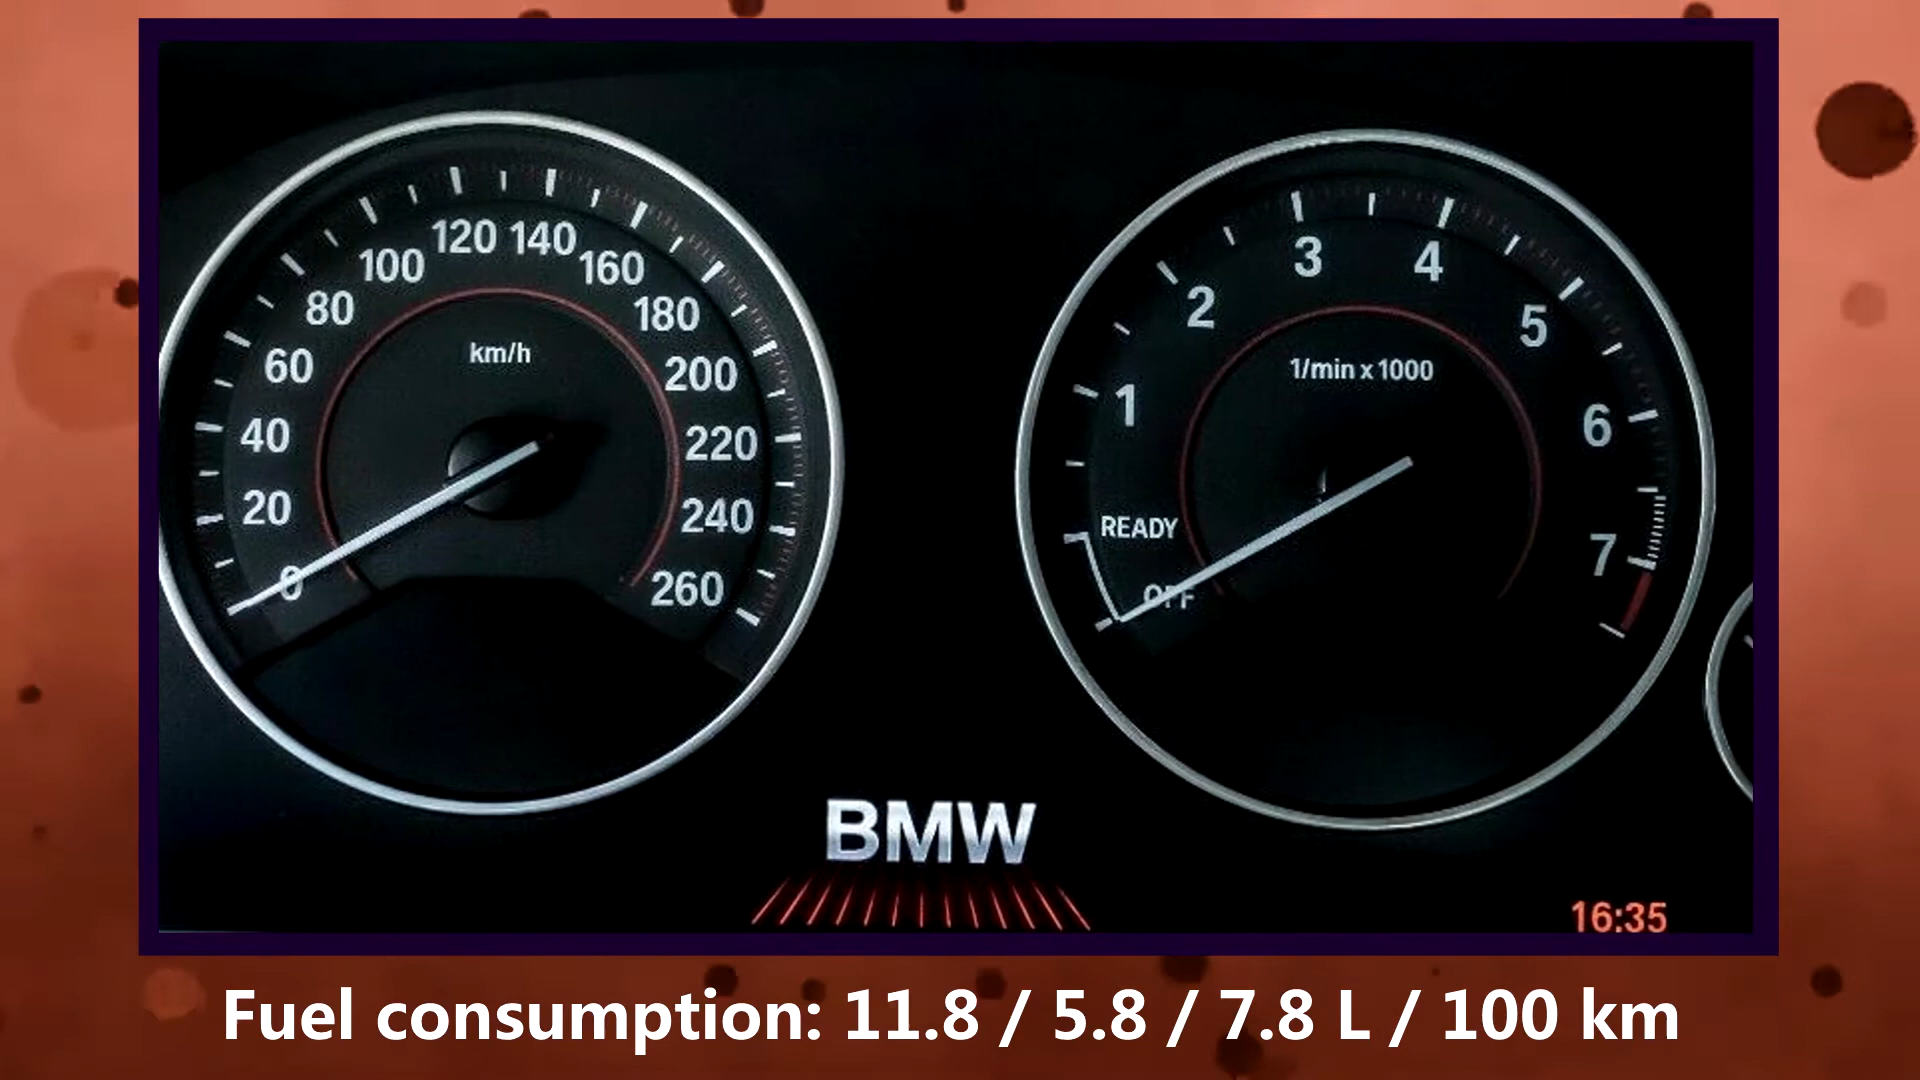 120 140
100 160
80 180
60 200
40 220
20 240
0 260
km/h
3 4
2 5
1 6
7
1/min x 1000
READY
OFF
BMW
16:35
Fuel consumption: 11.8 / 5.8 / 7.8 L / 100 km